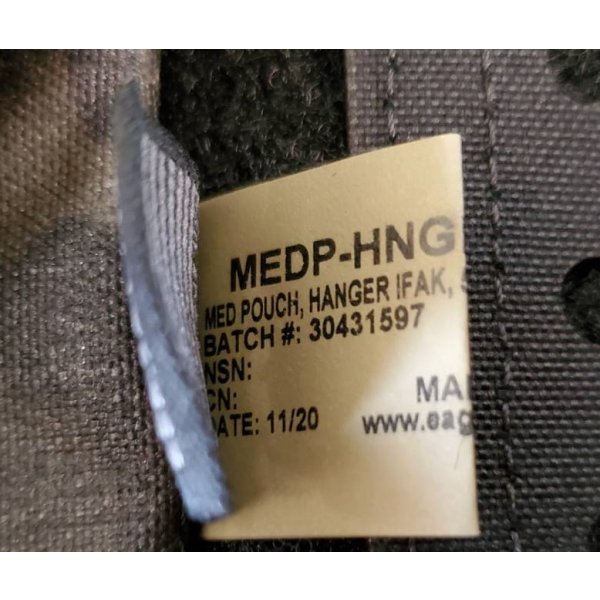 MEDP-HNG
MED POUCH, HANGER IFAK,
BATCH #: 30431597
NSN:
CN:
DATE: 11/20
MA
www.eag